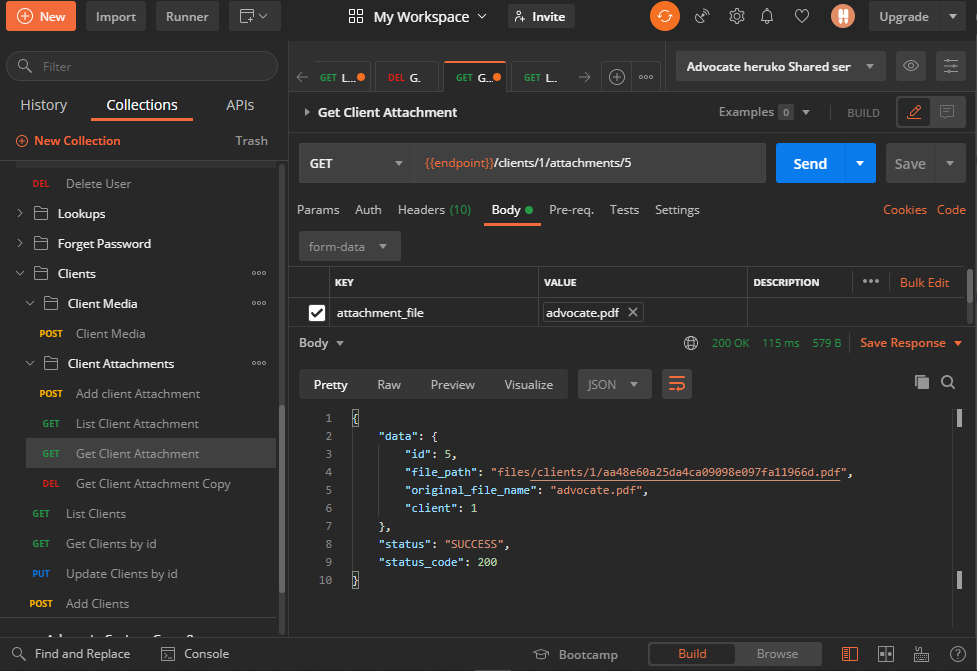 New Import Runner My Workspace Invite Upgrade
Filter
History Collections APIs
New Collection Trash
DEL Delete User
Lookups
Forget Password
Clients
Client Media
POST Client Media
Client Attachments
POST Add client Attachment
GET List Client Attachment
GET Get Client Attachment
DEL Get Client Attachment Copy
GET List Clients
GET Get Clients by id
PUT Update Clients by id
POST Add Clients
GET L... DEL G. GET G... GET L.. Advocate heruko Shared ser
Get Client Attachment Examples 0 BUILD
GET {{endpoint}}/clients/1/attachments/5 Send Save
Params Auth Headers (10) Body Pre-req. Tests Settings Cookies Code
form-data
KEY VALUE DESCRIPTION Bulk Edit
attachment_file advocate.pdf
Body 200 OK 115 ms 579 B Save Response
Pretty Raw Preview Visualize JSON
1 {
2 "data": {
3 "id": 5,
4 "file_path": "files/clients/1/aa48e60a25da4ca09098e097fa11966d.pdf",
5 "original_file_name": "advocate.pdf",
6 "client": 1
7 },
8 "status": "SUCCESS",
9 "status_code": 200
10 }
Find and Replace Console Bootcamp Build Browse